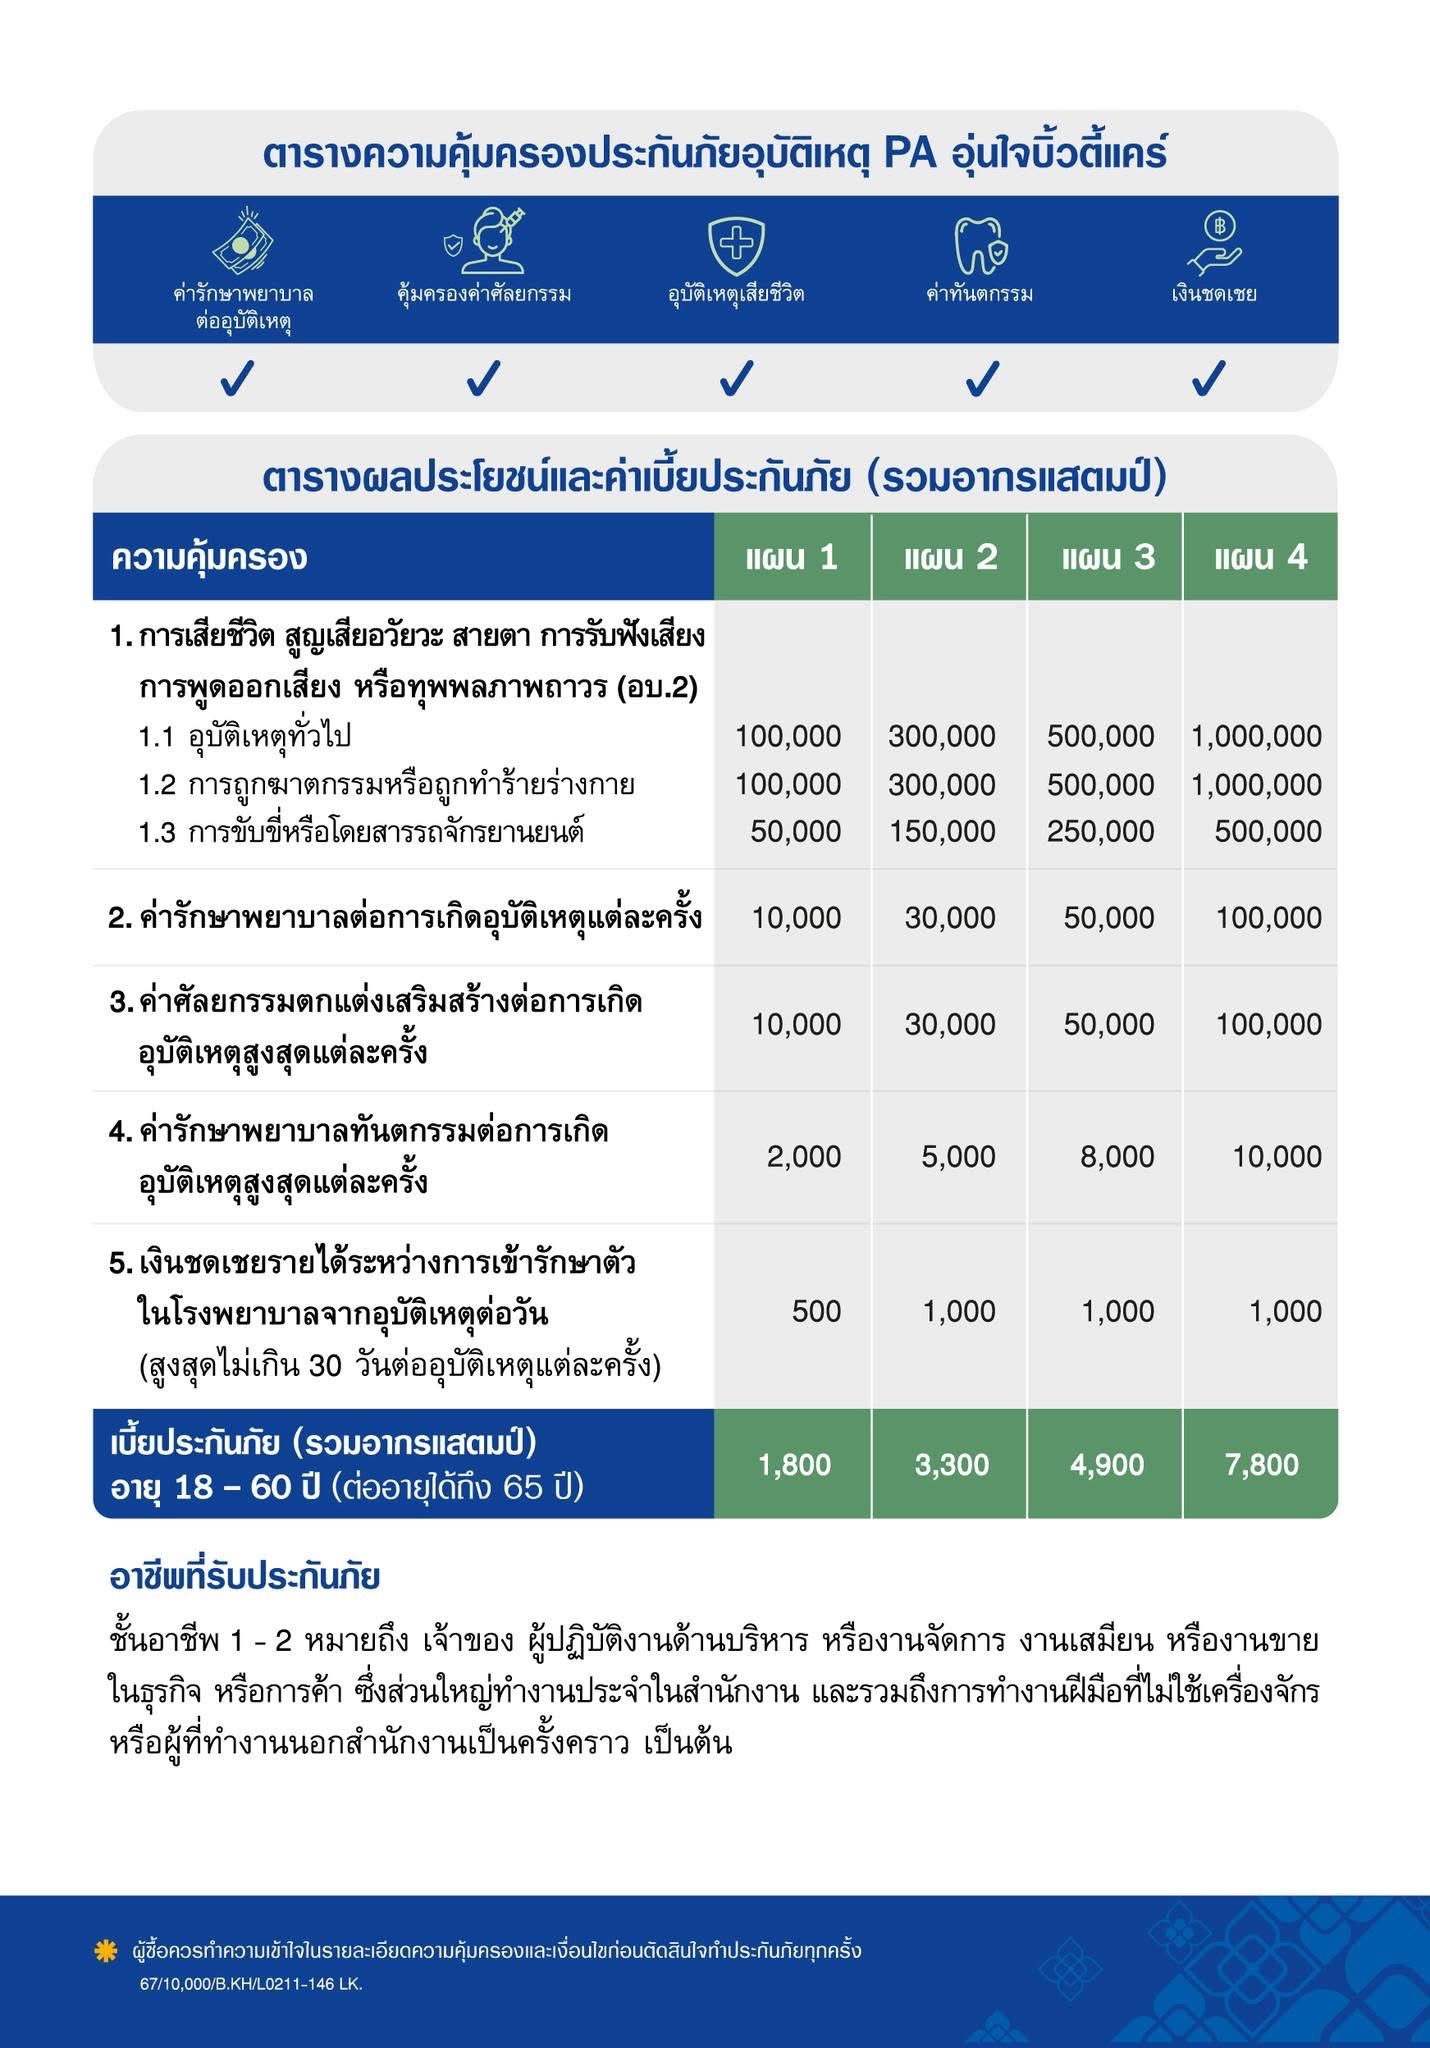 ตารางความคุ้มครองประกันภัยอุบัติเหตุ PA อุ่นใจบิ้วตี้แคร์
ค่ารักษาพยาบาล
ต่ออุบัติเหตุ
คุ้มครองค่าศัลยกรรม
อุบัติเหตุเสียชีวิต
ค่าทันตกรรม
เงินชดเชย
ตารางผลประโยชน์และค่าเบี้ยประกันภัย (รวมอากรแสตมป์)
ความคุ้มครอง แผน 1 แผน 2 แผน 3 แผน 4
1. การเสียชีวิต สูญเสียอวัยวะ สายตา การรับฟังเสียง
การพูดออกเสียง หรือทุพพลภาพถาวร (อบ.2)
1.1 อุบัติเหตุทั่วไป 100,000 300,000 500,000 1,000,000
1.2 การถูกฆาตกรรมหรือถูกทำร้ายร่างกาย 100,000 300,000 500,000 1,000,000
1.3 การขับขี่หรือโดยสารรถจักรยานยนต์ 50,000 150,000 250,000 500,000
2. ค่ารักษาพยาบาลต่อการเกิดอุบัติเหตุแต่ละครั้ง 10,000 30,000 50,000 100,000
3. ค่าศัลยกรรมตกแต่งเสริมสร้างต่อการเกิด
อุบัติเหตุสูงสุดแต่ละครั้ง 10,000 30,000 50,000 100,000
4. ค่ารักษาพยาบาลทันตกรรมต่อการเกิด
อุบัติเหตุสูงสุดแต่ละครั้ง 2,000 5,000 8,000 10,000
5. เงินชดเชยรายได้ระหว่างการเข้ารักษาตัว
ในโรงพยาบาลจากอุบัติเหตุต่อวัน 500 1,000 1,000 1,000
(สูงสุดไม่เกิน 30 วันต่ออุบัติเหตุแต่ละครั้ง)
เบี้ยประกันภัย (รวมอากรแสตมป์)
อายุ 18 – 60 ปี (ต่ออายุได้ถึง 65 ปี) 1,800 3,300 4,900 7,800
อาชีพที่รับประกันภัย
ชั้นอาชีพ 1 - 2 หมายถึง เจ้าของ ผู้ปฏิบัติงานด้านบริหาร หรืองานจัดการ งานเสมียน หรืองานขาย
ในธุรกิจ หรือการค้า ซึ่งส่วนใหญ่ทำงานประจำในสำนักงาน และรวมถึงการทำงานฝีมือที่ไม่ใช้เครื่องจักร
หรือผู้ที่ทำงานนอกสำนักงานเป็นครั้งคราว เป็นต้น
ผู้ซื้อควรทำความเข้าใจในรายละเอียดความคุ้มครองและเงื่อนไขก่อนตัดสินใจทำประกันภัยทุกครั้ง
67/10,000/B.KH/L0211-146 LK.